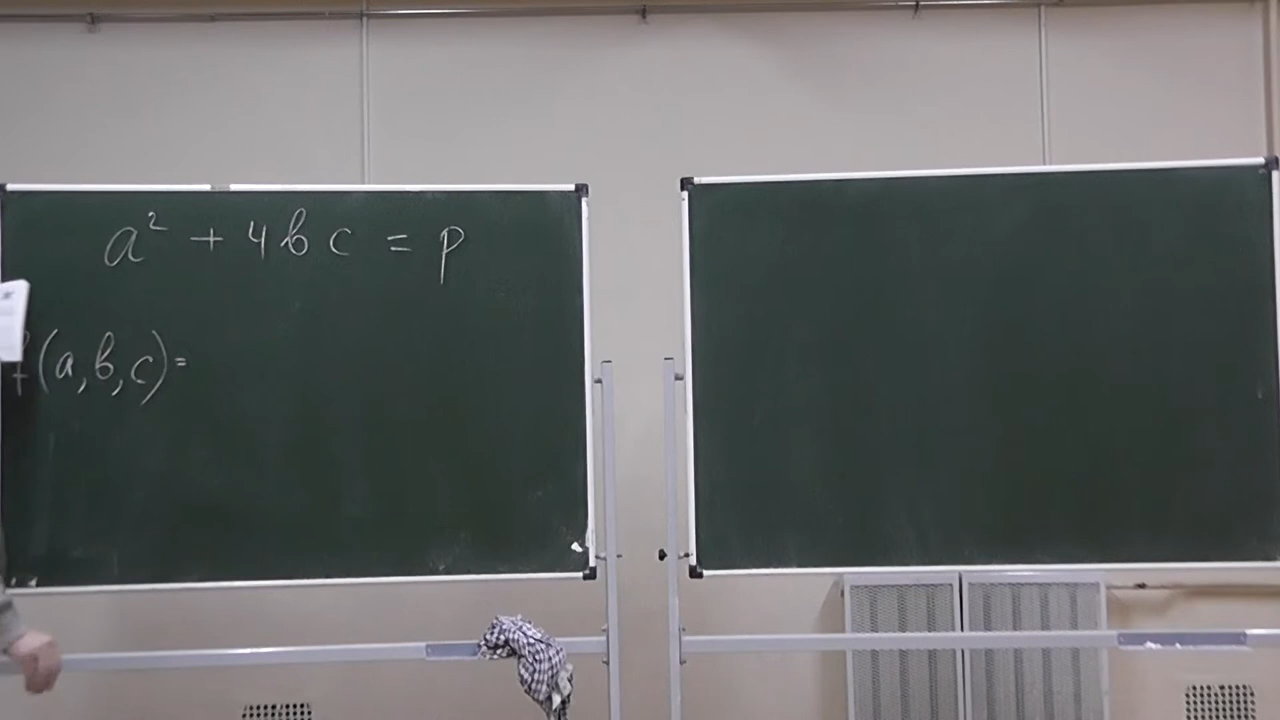 a² + 4bc = p
f(a,b,c)=